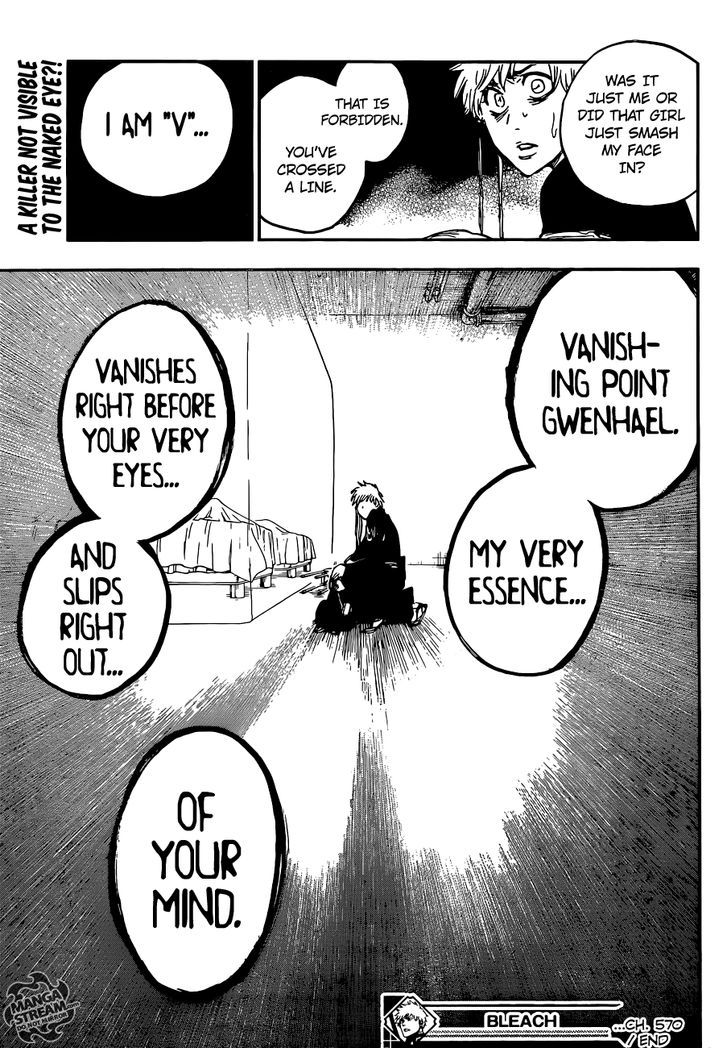 WAS IT
JUST ME OR
DID THAT GIRL
JUST SMASH
MY FACE
IN?
THAT IS
FORBIDDEN.
YOU'VE
CROSSED
A LINE.
I AM "V"...
A KILLER NOT VISIBLE
TO THE NAKED EYE?!
VANISH-
ING POINT
GWENHAEL.
MY VERY
ESSENCE...
VANISHES
RIGHT BEFORE
YOUR VERY
EYES...
AND
SLIPS
RIGHT
OUT...
OF
YOUR
MIND.
MANGA
STREAM
BLEACH
...CH. 570
/ END